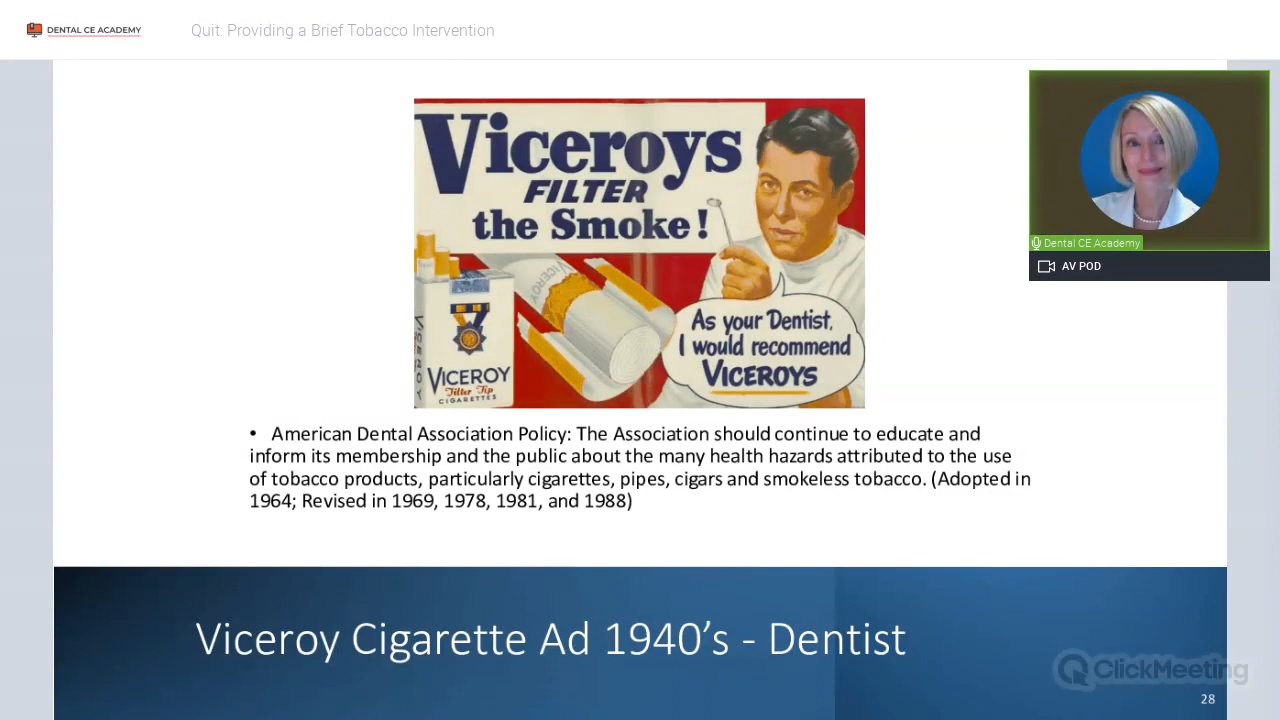 DENTAL CE ACADEMY
Quit: Providing a Brief Tobacco Intervention
Viceroys
FILTER
the Smoke!
VICEROY
VICEROY
Filter Tip
CIGARETTES
VICEROY
As your Dentist,
I would recommend
VICEROYS
Dental CE Academy
AV POD
• American Dental Association Policy: The Association should continue to educate and
inform its membership and the public about the many health hazards attributed to the use
of tobacco products, particularly cigarettes, pipes, cigars and smokeless tobacco. (Adopted in
1964; Revised in 1969, 1978, 1981, and 1988)
Viceroy Cigarette Ad 1940’s - Dentist
ClickMeeting
28